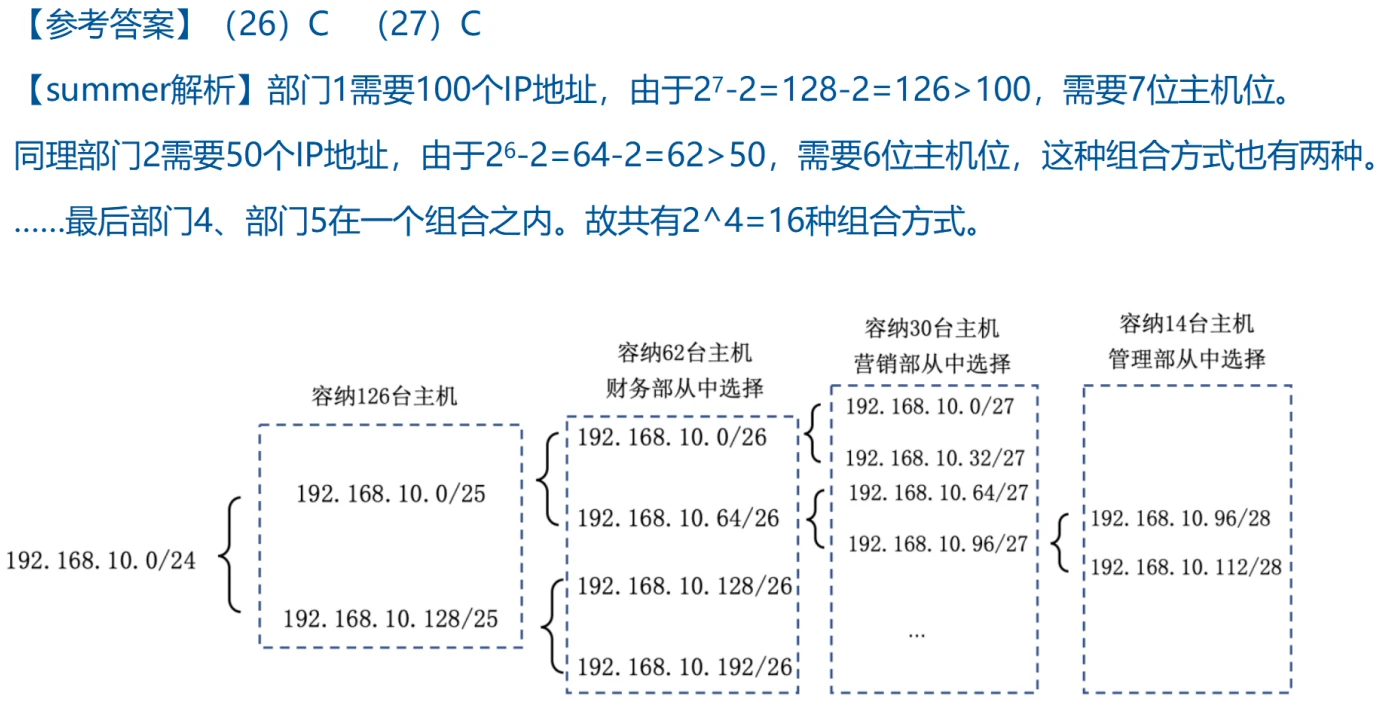 【参考答案】（26）C （27）C
【summer解析】部门1需要100个IP地址，由于2⁷-2=128-2=126>100，需要7位主机位。
同理部门2需要50个IP地址，由于2⁶-2=64-2=62>50，需要6位主机位，这种组合方式也有两种。
......最后部门4、部门5在一个组合之内。故共有2^4=16种组合方式。
192.168.10.0/24
容纳126台主机
192.168.10.0/25
192.168.10.128/25
容纳62台主机
财务部从中选择
192.168.10.0/26
192.168.10.64/26
192.168.10.128/26
192.168.10.192/26
容纳30台主机
营销部从中选择
192.168.10.0/27
192.168.10.32/27
192.168.10.64/27
192.168.10.96/27
...
容纳14台主机
管理部从中选择
192.168.10.96/28
192.168.10.112/28